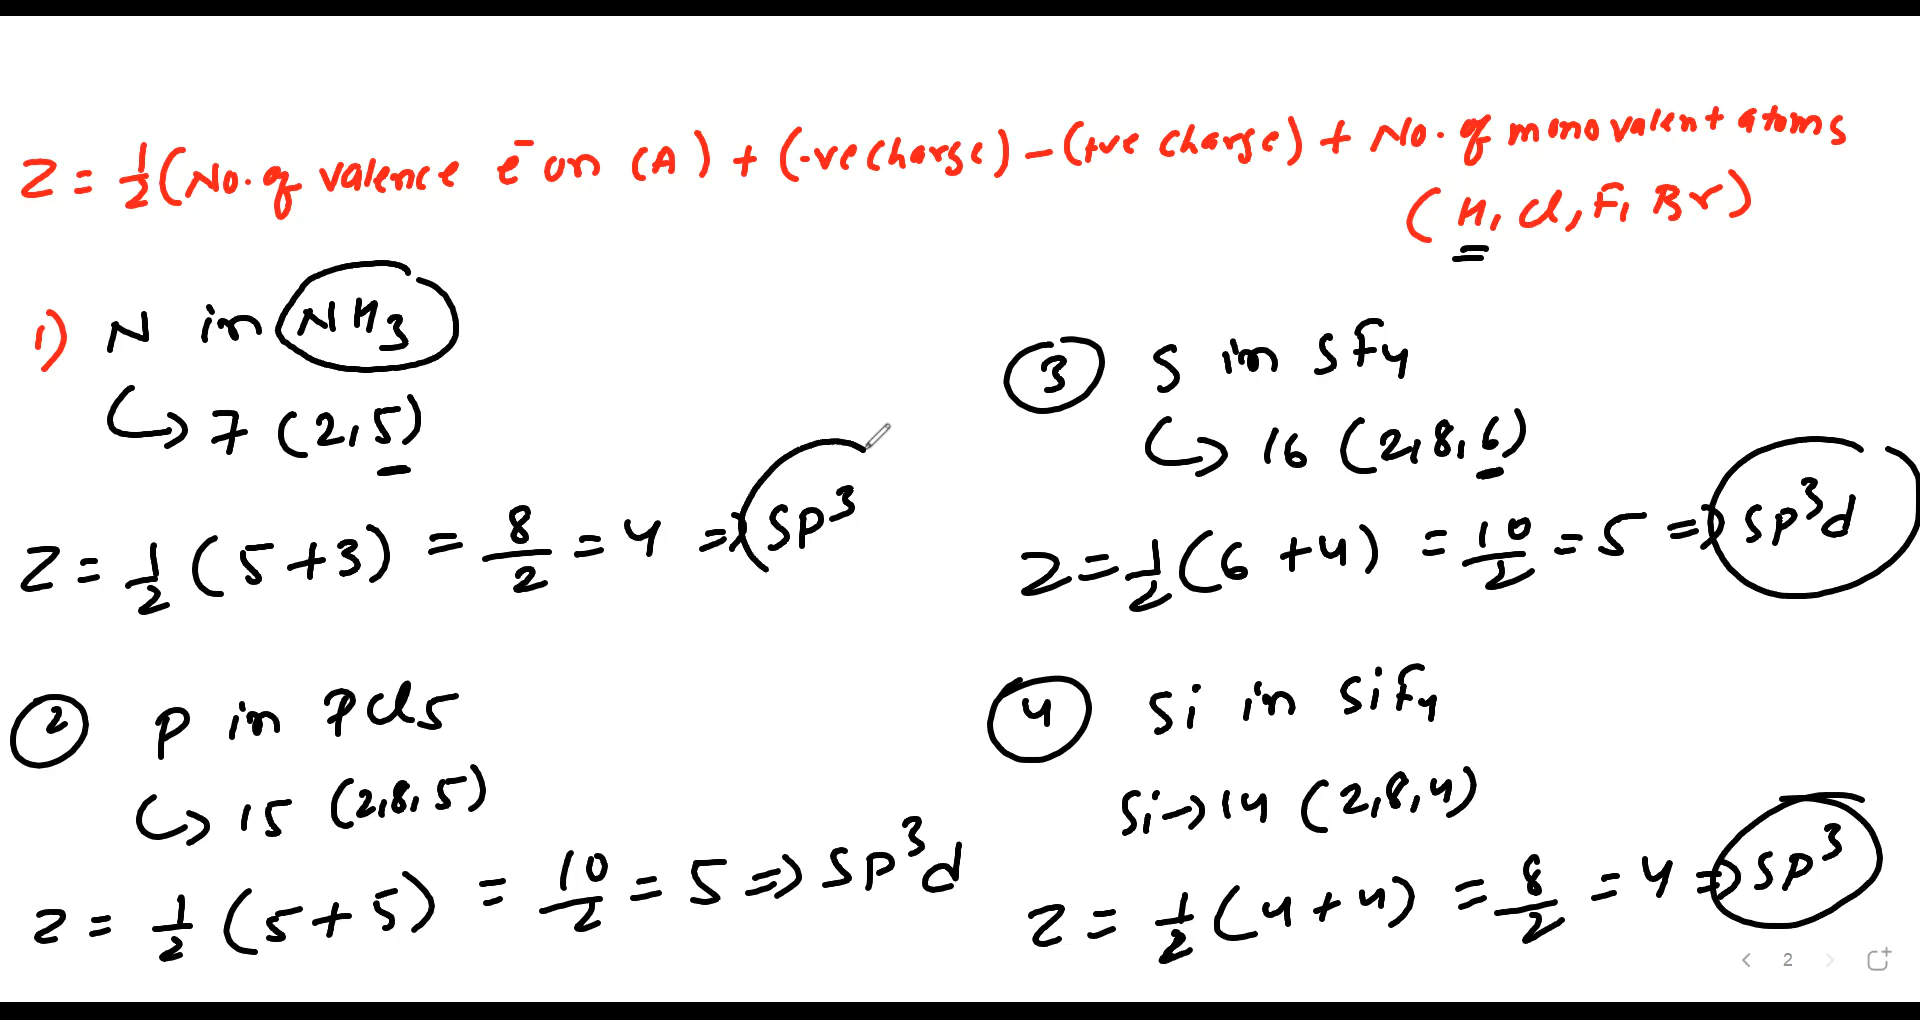 Z = 1/2 (No. of valence e⁻ on (A) + (-ve charge) - (+ve charge) + No. of monovalent atoms
(H, Cl, F, Br)
1) N in NH3
↳ 7 (2,5)
Z = 1/2 (5+3) = 8/2 = 4 ⇒ SP³
2 P in PCl5
↳ 15 (2,8,5)
Z = 1/2 (5+5) = 10/2 = 5 ⇒ SP³d
3 S in SF4
↳ 16 (2,8,6)
Z = 1/2 (6+4) = 10/2 = 5 ⇒ SP³d
4 Si in SiF4
Si → 14 (2,8,4)
Z = 1/2 (4+4) = 8/2 = 4 ⇒ SP³
< 2 >